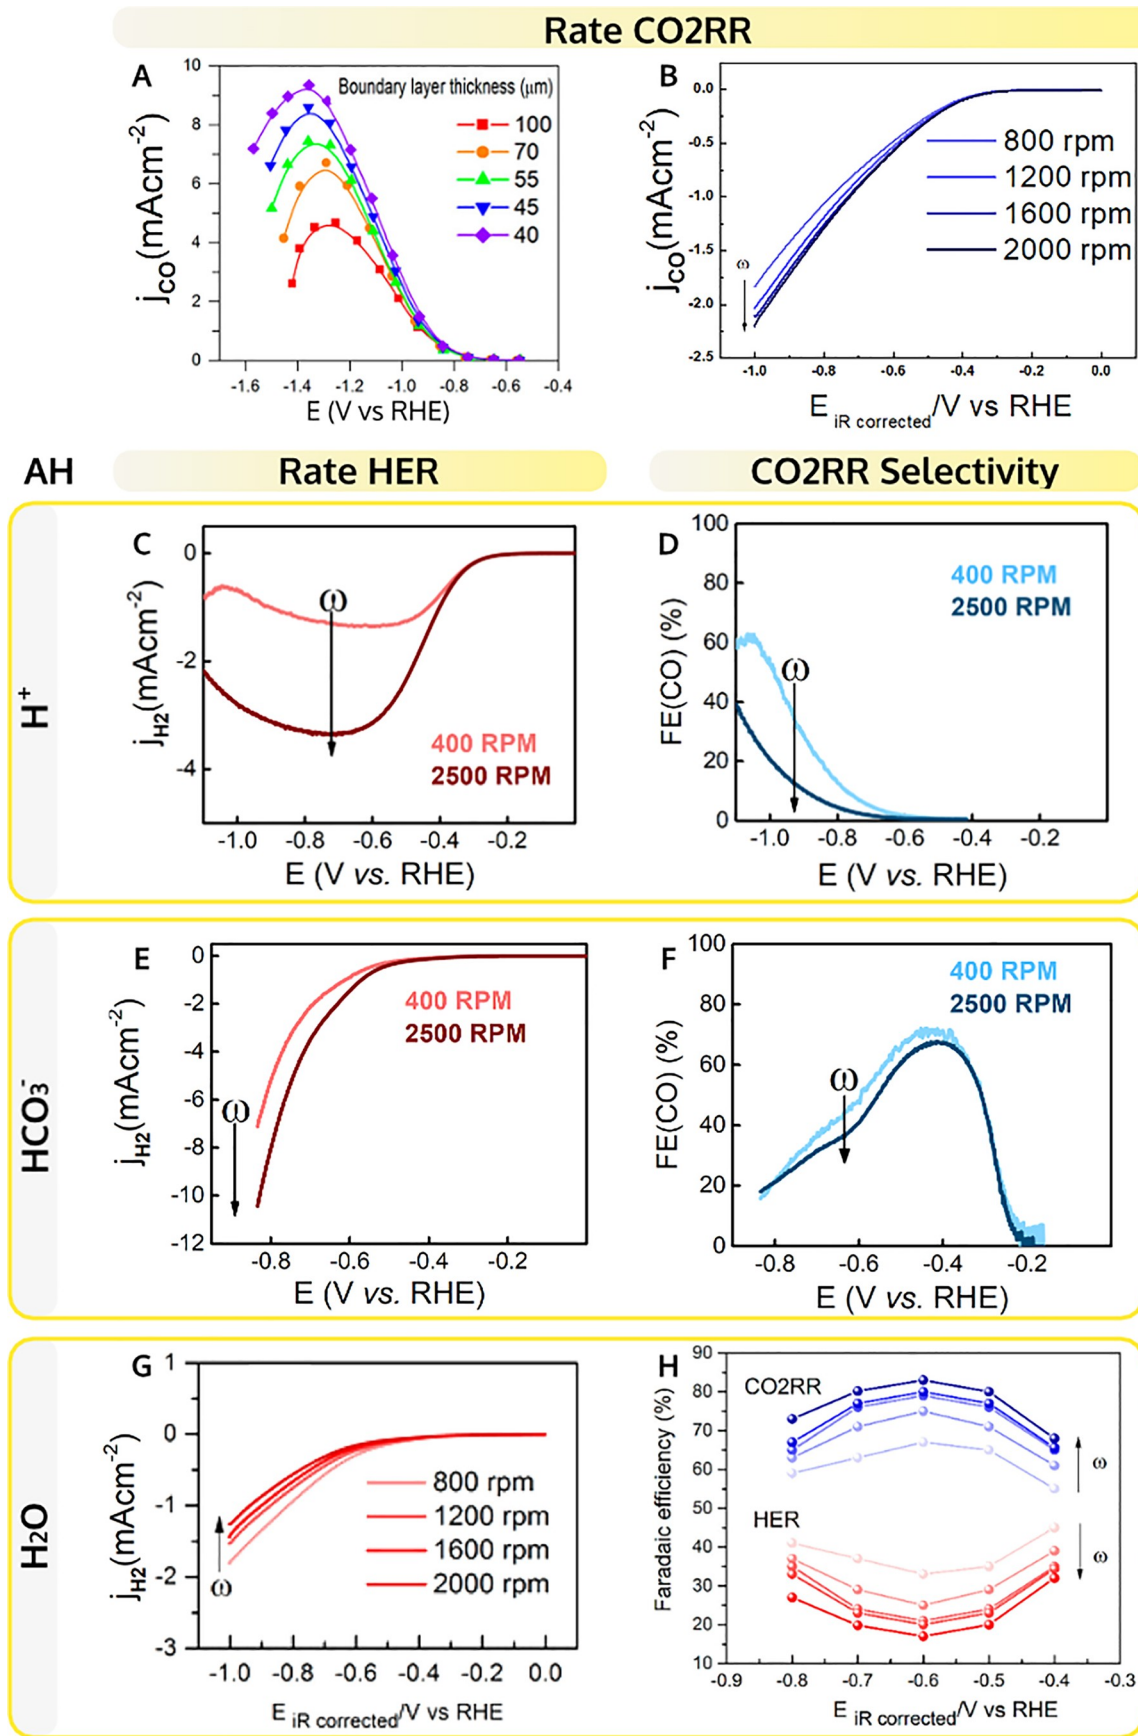 Rate CO2RR
A
Boundary layer thickness (μm)
100
70
55
45
40
10
8
6
4
2
0
-1.6 -1.4 -1.2 -1.0 -0.8 -0.6 -0.4
jCO(mAcm-2)
E (V vs RHE)
B
800 rpm
1200 rpm
1600 rpm
2000 rpm
ω
0.0
-0.5
-1.0
-1.5
-2.0
-2.5
-1.0 -0.8 -0.6 -0.4 -0.2 0.0
jCO(mAcm-2)
E iR corrected/V vs RHE
AH
Rate HER
CO2RR Selectivity
H+
C
ω
400 RPM
2500 RPM
0
-2
-4
-1.0 -0.8 -0.6 -0.4 -0.2
jH2(mAcm-2)
E (V vs. RHE)
D
400 RPM
2500 RPM
ω
100
80
60
40
20
0
-1.0 -0.8 -0.6 -0.4 -0.2
FE(CO) (%)
E (V vs. RHE)
HCO3-
E
400 RPM
2500 RPM
ω
0
-2
-4
-6
-8
-10
-12
-0.8 -0.6 -0.4 -0.2
jH2(mAcm-2)
E (V vs. RHE)
F
400 RPM
2500 RPM
ω
100
80
60
40
20
0
-0.8 -0.6 -0.4 -0.2
FE(CO) (%)
E (V vs. RHE)
H2O
G
800 rpm
1200 rpm
1600 rpm
2000 rpm
ω
1
0
-1
-2
-3
-1.0 -0.8 -0.6 -0.4 -0.2 0.0
jH2(mAcm-2)
E iR corrected/V vs RHE
H
CO2RR
ω
HER
ω
90
80
70
60
50
40
30
20
10
-0.9 -0.8 -0.7 -0.6 -0.5 -0.4 -0.3
Faradaic efficiency (%)
E iR corrected/V vs RHE